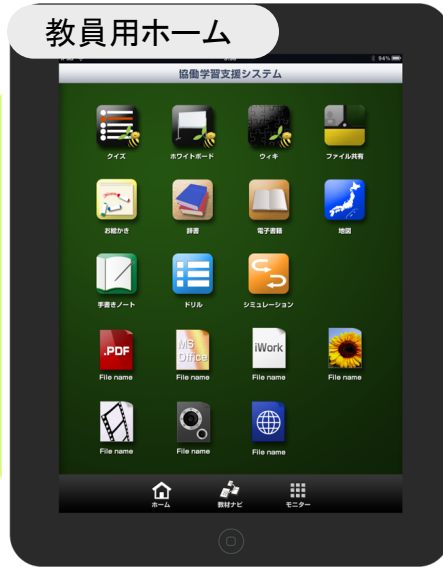 教員用ホーム
94%
協働学習支援システム
クイズ
ホワイトボード
ウィキ
ファイル共有
お絵かき
辞書
電子書籍
地図
手書きノート
ドリル
シミュレーション
.PDF
MS
Office
iWork
File name
File name
File name
File name
File name
File name
File name
ホーム
教材ナビ
モニター